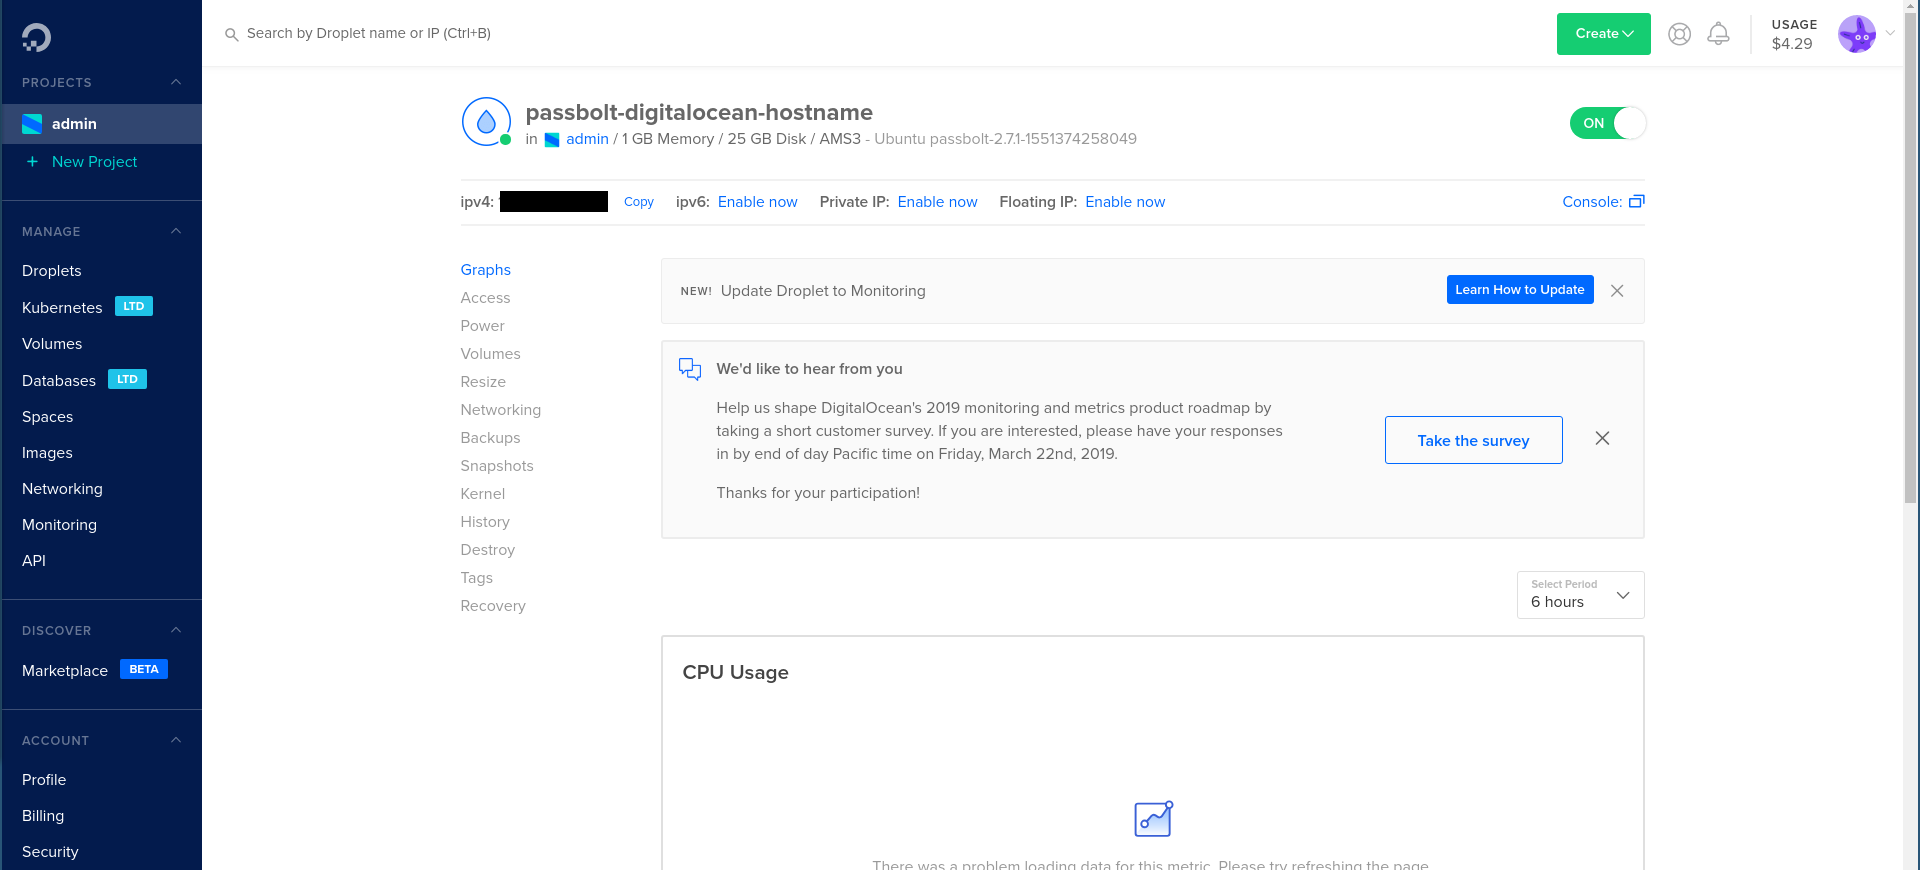 PROJECTS
admin
+ New Project
MANAGE
Droplets
Kubernetes LTD
Volumes
Databases LTD
Spaces
Images
Networking
Monitoring
API
DISCOVER
Marketplace BETA
ACCOUNT
Profile
Billing
Security
Search by Droplet name or IP (Ctrl+B)
Create
USAGE
$4.29
passbolt-digitalocean-hostname
in admin / 1 GB Memory / 25 GB Disk / AMS3 - Ubuntu passbolt-2.7.1-1551374258049
ON
ipv4: Copy ipv6: Enable now Private IP: Enable now Floating IP: Enable now Console:
Graphs
Access
Power
Volumes
Resize
Networking
Backups
Snapshots
Kernel
History
Destroy
Tags
Recovery
NEW! Update Droplet to Monitoring Learn How to Update
We'd like to hear from you
Help us shape DigitalOcean's 2019 monitoring and metrics product roadmap by
taking a short customer survey. If you are interested, please have your responses
in by end of day Pacific time on Friday, March 22nd, 2019.
Thanks for your participation!
Take the survey
Select Period
6 hours
CPU Usage
There was a problem loading data for this metric. Please try refreshing the page